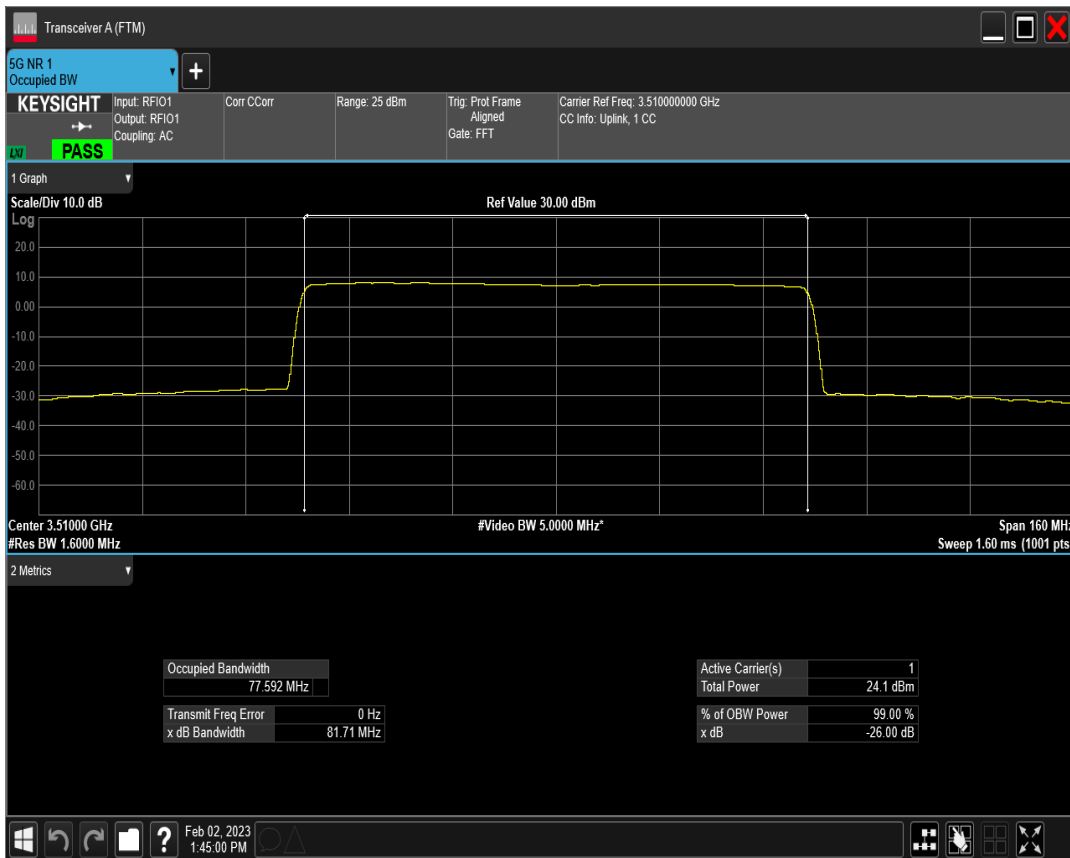 Transceiver A (FTM)
5G NR 1
Occupied BW
+
KEYSIGHT
LXI
PASS
Input: RFIO1
Output: RFIO1
Coupling: AC
Corr CCorr
Range: 25 dBm
Trig: Prot Frame
Aligned
Gate: FFT
Carrier Ref Freq: 3.510000000 GHz
CC Info: Uplink, 1 CC
1 Graph
Scale/Div 10.0 dB
Ref Value 30.00 dBm
Log
20.0
10.0
0.00
-10.0
-20.0
-30.0
-40.0
-50.0
-60.0
Center 3.51000 GHz
#Video BW 5.0000 MHz*
Span 160 MHz
#Res BW 1.6000 MHz
Sweep 1.60 ms (1001 pts
2 Metrics
Occupied Bandwidth
77.592 MHz
Transmit Freq Error 0 Hz
x dB Bandwidth 81.71 MHz
Active Carrier(s) 1
Total Power 24.1 dBm
% of OBW Power 99.00 %
x dB -26.00 dB
?
Feb 02, 2023
1:45:00 PM